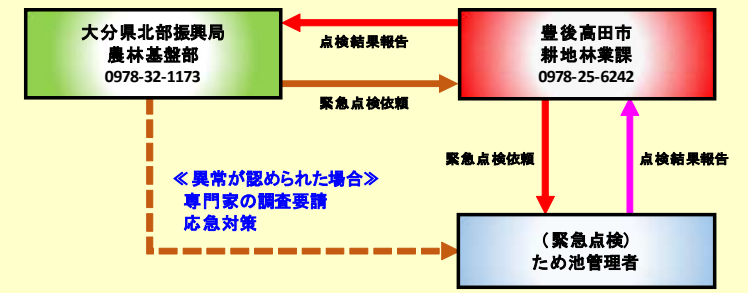 大分県北部振興局
農林基盤部
0978-32-1173
点検結果報告
緊急点検依頼
豊後高田市
耕地林業課
0978-25-6242
緊急点検依頼
点検結果報告
≪異常が認められた場合≫
専門家の調査要請
応急対策
（緊急点検）
ため池管理者